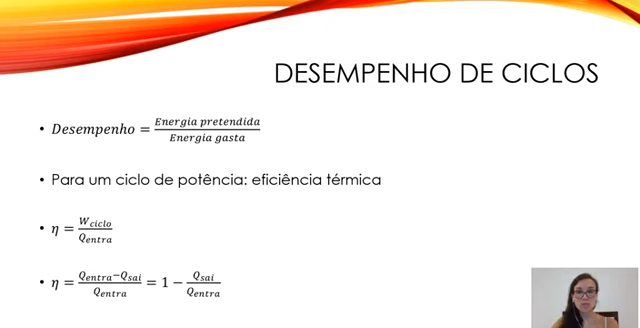 DESEMPENHO DE CICLOS
• Desempenho = Energia pretendida / Energia gasta
• Para um ciclo de potência: eficiência térmica
• η = W_ciclo / Q_entra
• η = (Q_entra − Q_sai) / Q_entra = 1 − Q_sai / Q_entra